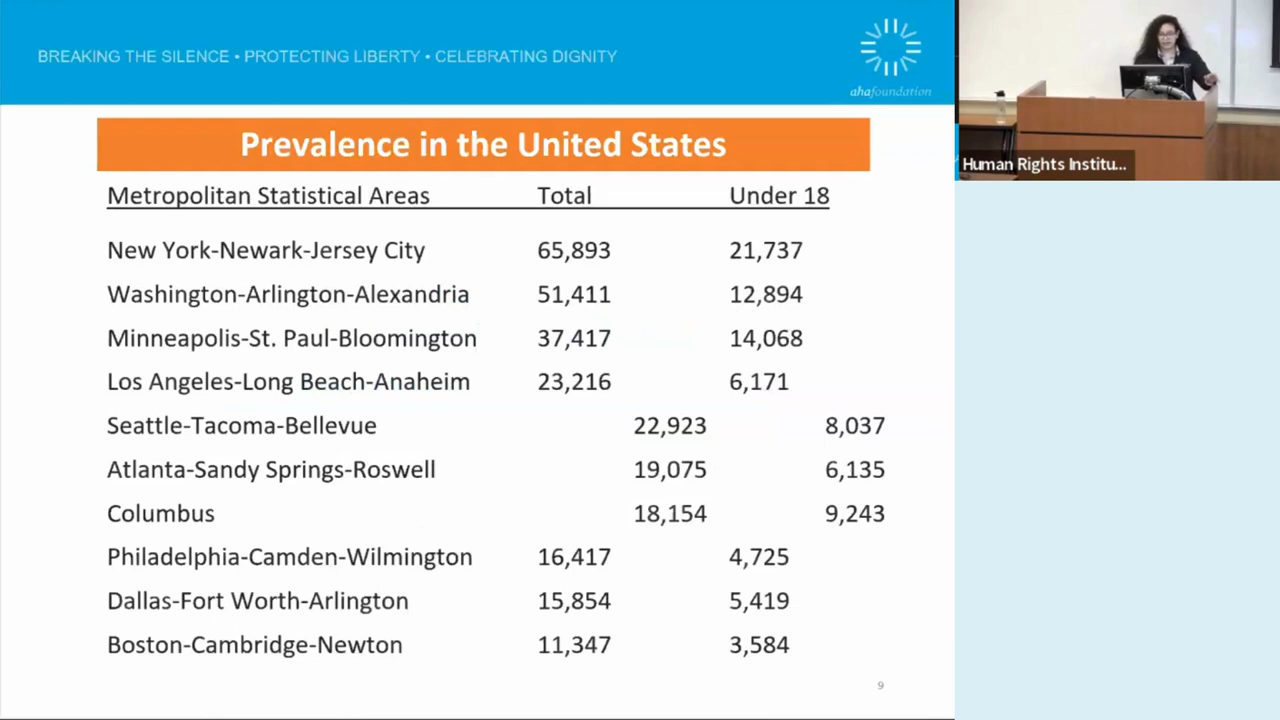 BREAKING THE SILENCE • PROTECTING LIBERTY • CELEBRATING DIGNITY
ahafoundation
Human Rights Institu...
Prevalence in the United States
Metropolitan Statistical Areas Total Under 18
New York-Newark-Jersey City 65,893 21,737
Washington-Arlington-Alexandria 51,411 12,894
Minneapolis-St. Paul-Bloomington 37,417 14,068
Los Angeles-Long Beach-Anaheim 23,216 6,171
Seattle-Tacoma-Bellevue 22,923 8,037
Atlanta-Sandy Springs-Roswell 19,075 6,135
Columbus 18,154 9,243
Philadelphia-Camden-Wilmington 16,417 4,725
Dallas-Fort Worth-Arlington 15,854 5,419
Boston-Cambridge-Newton 11,347 3,584
9